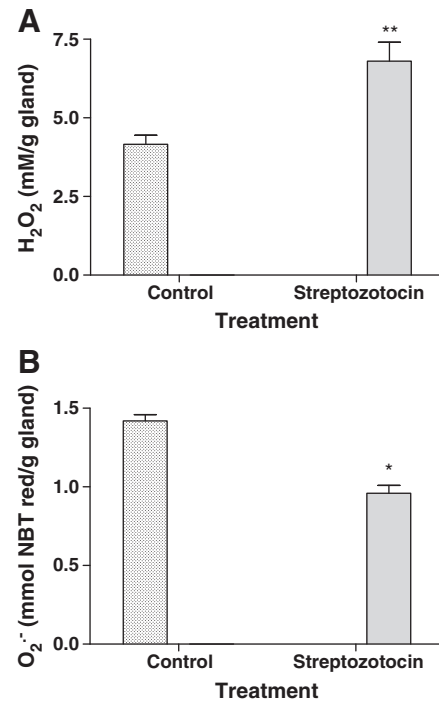 A
7.5
5.0
2.5
0.0
H₂O₂ (mM/g gland)
**
Control
Streptozotocin
Treatment
B
1.5
1.0
0.5
0.0
O₂·⁻ (mmol NBT red/g gland)
*
Control
Streptozotocin
Treatment